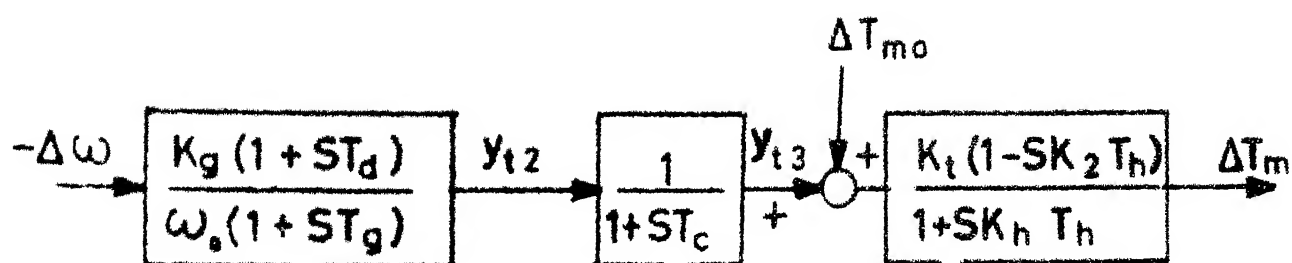 ΔT_mo
-Δω
K_g (1 + ST_d)
ω_o (1 + ST_g)
y_t2
1
1+ST_c
y_t3
+
+
K_t (1-SK_2 T_h)
1+SK_h T_h
ΔT_m